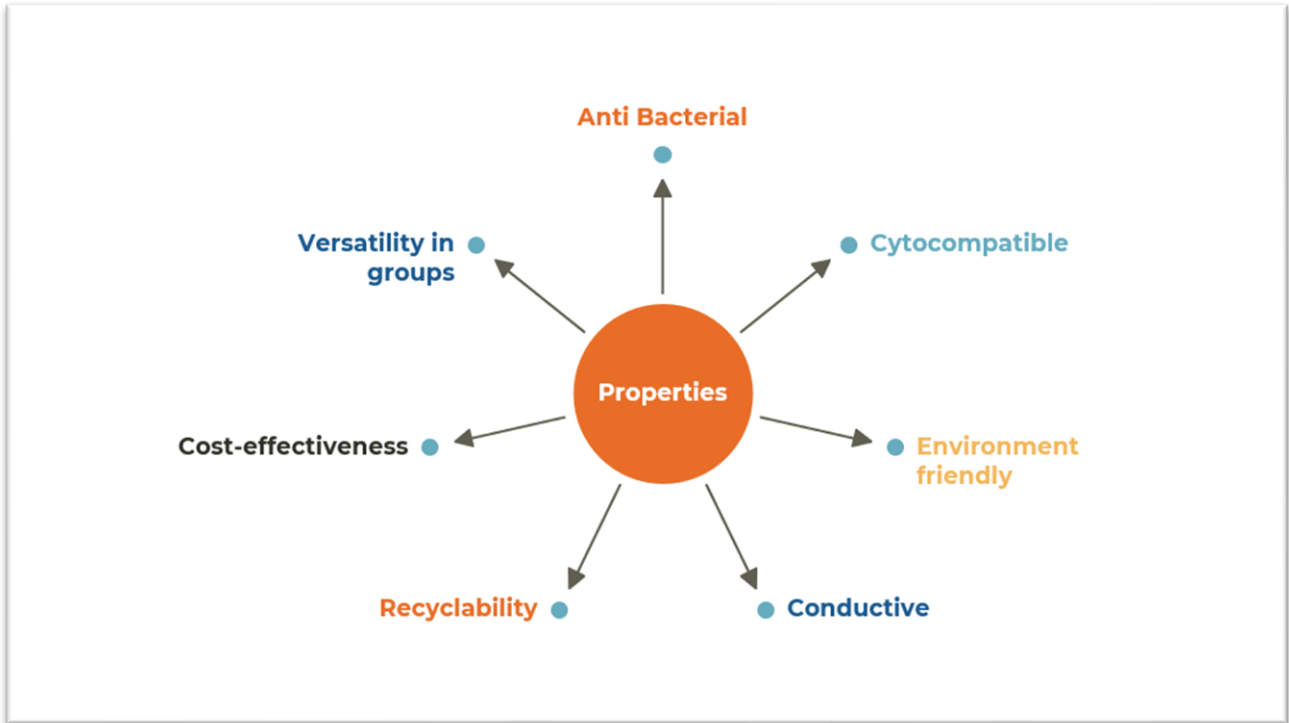 Anti Bacterial
Versatility in
groups
Cytocompatible
Properties
Cost-effectiveness
Environment
friendly
Recyclability
Conductive